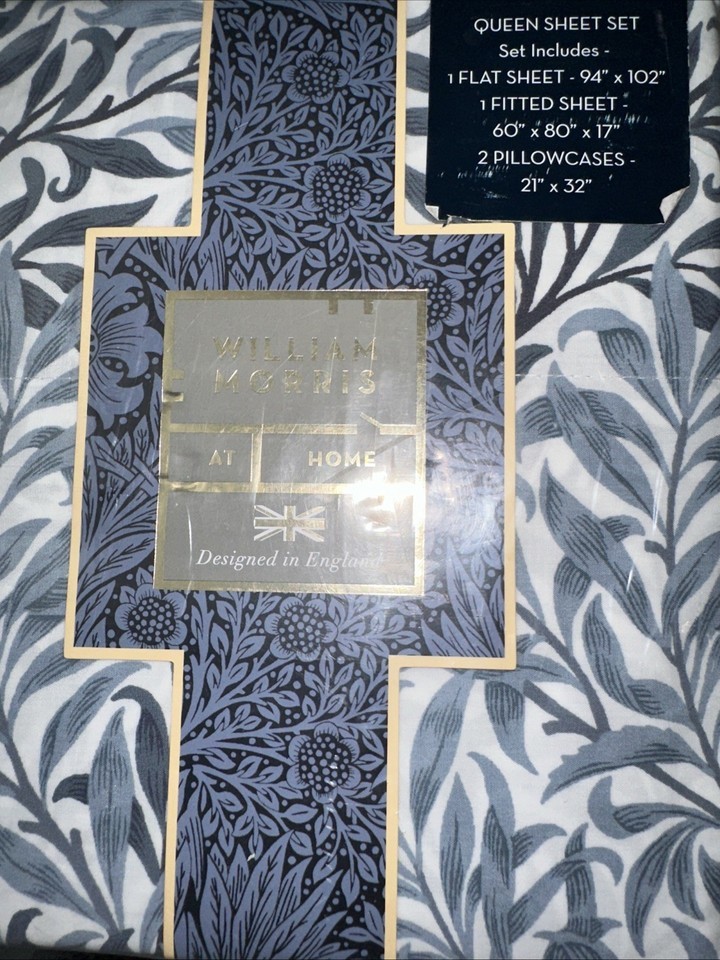 QUEEN SHEET SET
Set Includes -
1 FLAT SHEET - 94" x 102"
1 FITTED SHEET -
60" x 80" x 17"
2 PILLOWCASES -
21" x 32"
WILLIAM
MORRIS
AT HOME
Designed in England